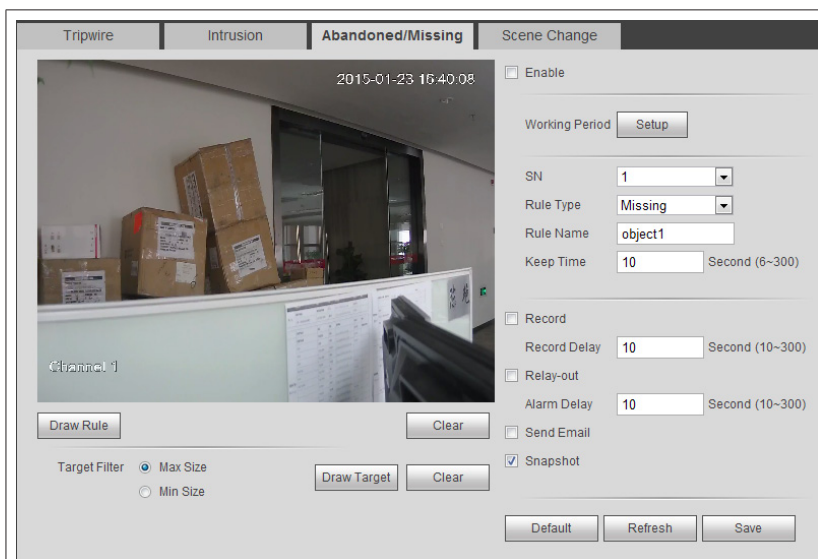 Tripwire Intrusion Abandoned/Missing Scene Change
2015-01-23 16:40:08
Channel 1
Enable
Working Period Setup
SN 1
Rule Type Missing
Rule Name object1
Keep Time 10 Second (6~300)
Record
Record Delay 10 Second (10~300)
Relay-out
Alarm Delay 10 Second (10~300)
Send Email
Snapshot
Draw Rule Clear
Target Filter Max Size Draw Target Clear
Min Size
Default Refresh Save